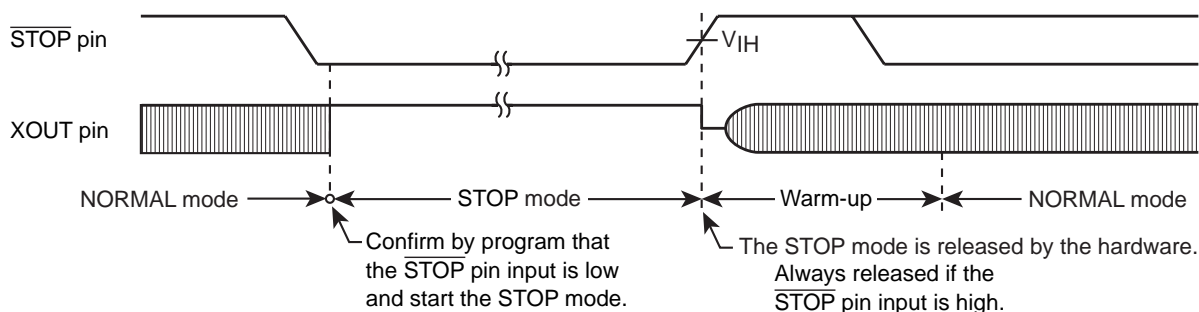 STOP pin
VIH
XOUT pin
NORMAL mode
STOP mode
Warm-up
NORMAL mode
Confirm by program that
the STOP pin input is low
and start the STOP mode.
The STOP mode is released by the hardware.
Always released if the
STOP pin input is high.